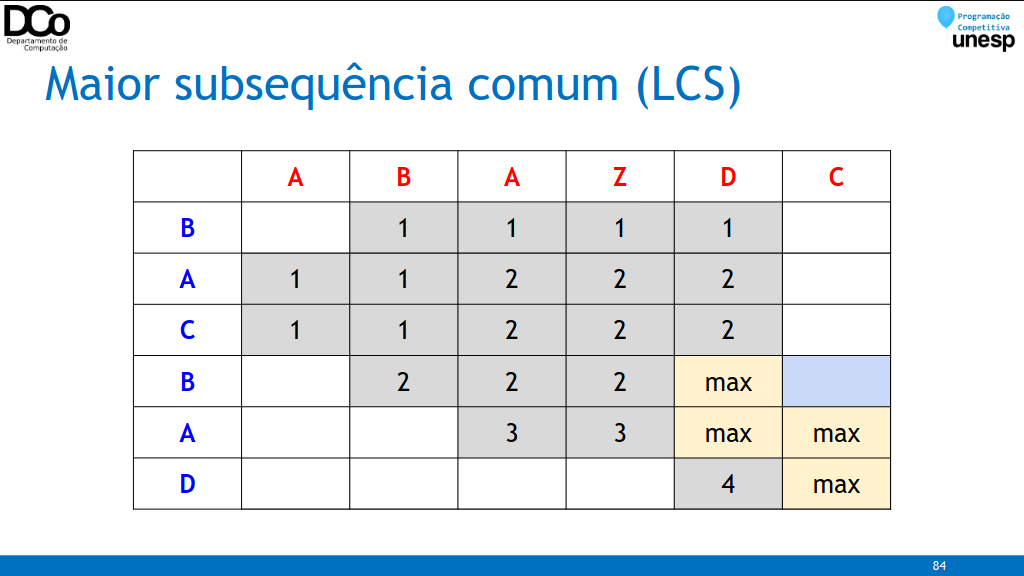 DCo
Departamento de
Computação
Programação
Competitiva
unesp
Maior subsequência comum (LCS)
A B A Z D C
B 1 1 1 1
A 1 1 2 2 2
C 1 1 2 2 2
B 2 2 2 max
A 3 3 max max
D 4 max
84